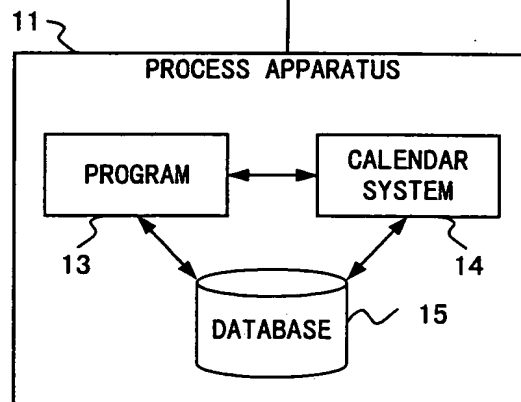 11
PROCESS APPARATUS
PROGRAM
CALENDAR
SYSTEM
13
14
DATABASE
15